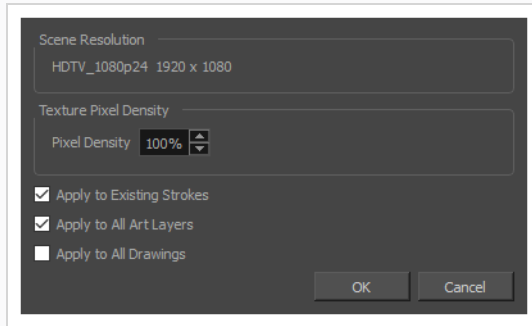 Scene Resolution
HDTV_1080p24 1920 x 1080
Texture Pixel Density
Pixel Density 100%
Apply to Existing Strokes
Apply to All Art Layers
Apply to All Drawings
OK Cancel